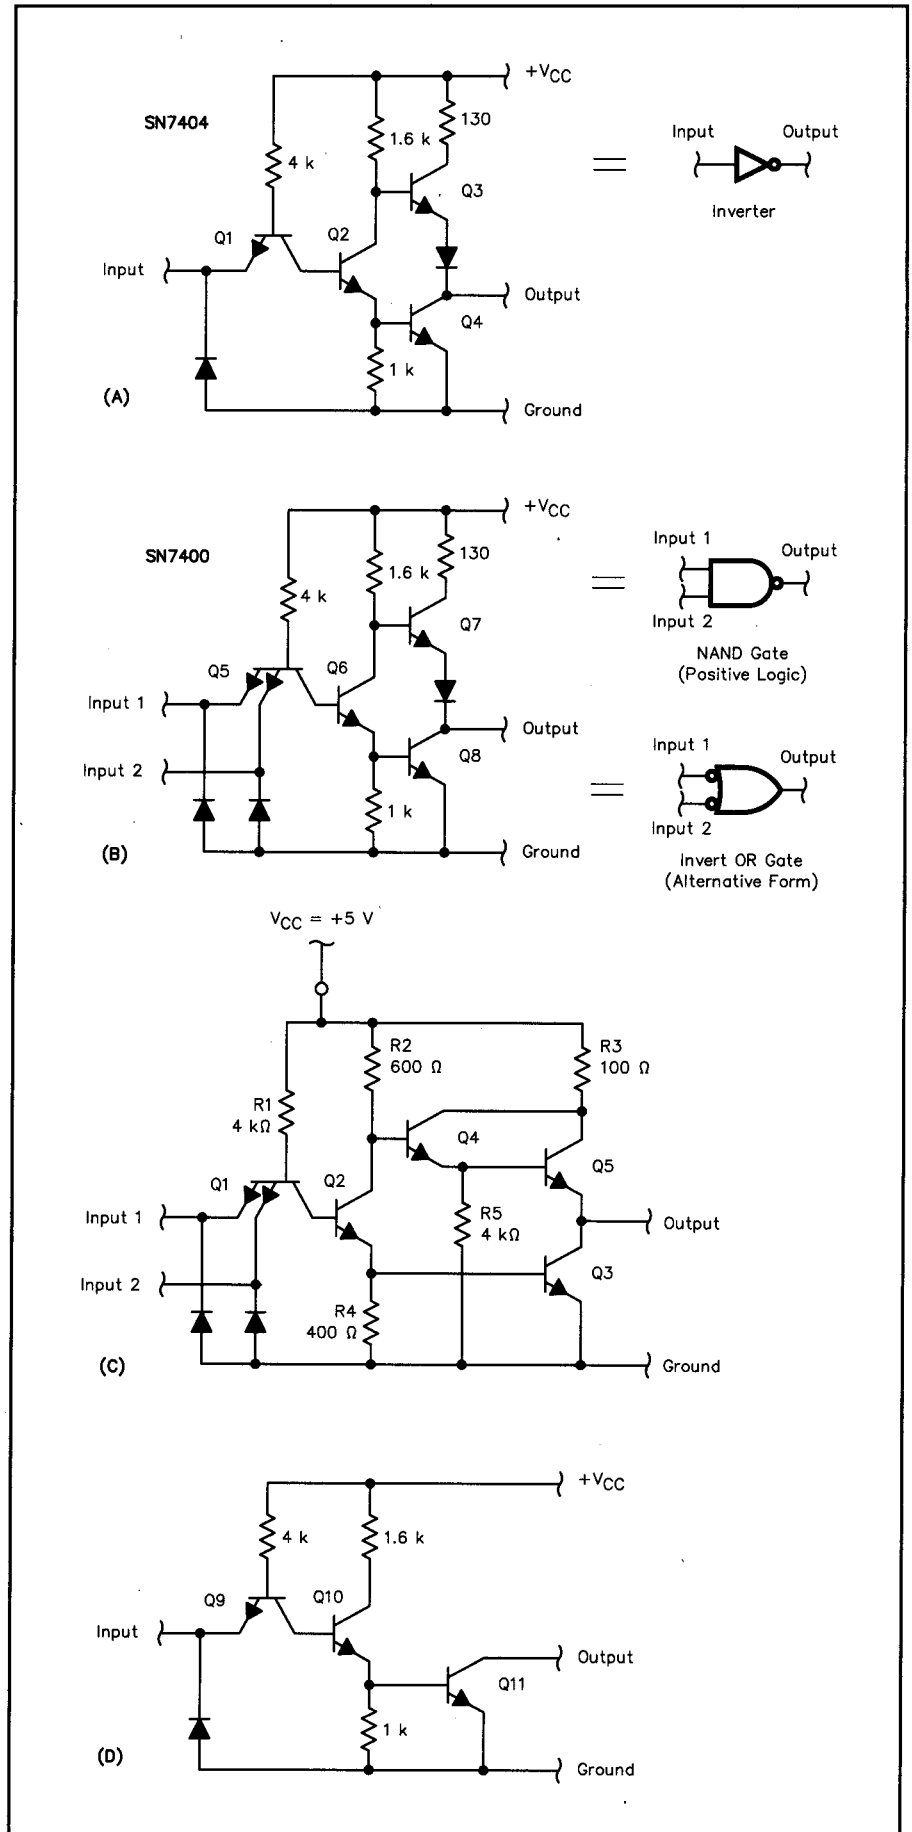 +VCC
SN7404
130
1.6 k
4 k
Input Output
Q3
Inverter
Q1
Q2
Input
Output
Q4
1 k
(A)
Ground
+VCC
SN7400
130
1.6 k
4 k
Input 1
Output
Input 2
Q7
NAND Gate
(Positive Logic)
Q5
Q6
Input 1
Output
Q8
Input 2
1 k
(B)
Ground
Input 1
Output
Input 2
Invert OR Gate
(Alternative Form)
VCC = +5 V
R2
600 Ω
R3
100 Ω
R1
4 kΩ
Q4
Q5
Q1
Q2
Input 1
R5
4 kΩ
Output
Q3
Input 2
R4
400 Ω
(C)
Ground
+VCC
4 k
1.6 k
Q9
Q10
Input
Output
Q11
1 k
(D)
Ground